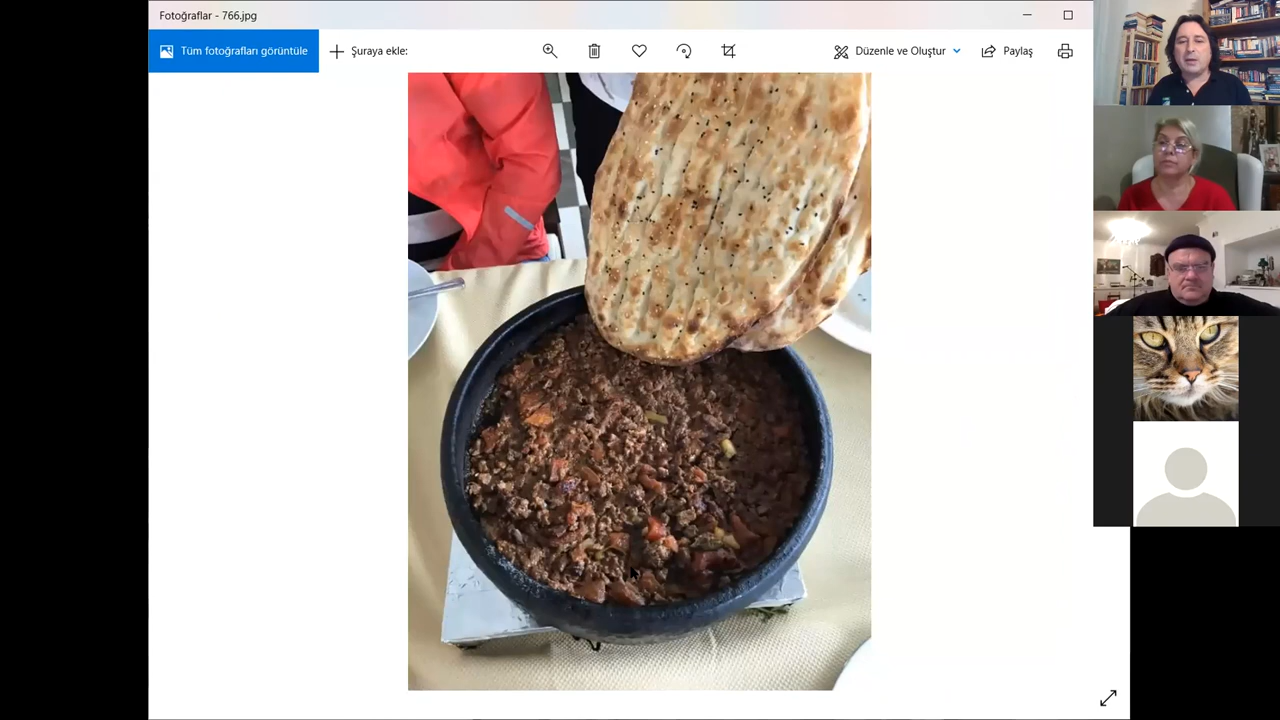 Fotoğraflar - 766.jpg
Tüm fotoğrafları görüntüle
Şuraya ekle:
Düzenle ve Oluştur
Paylaş